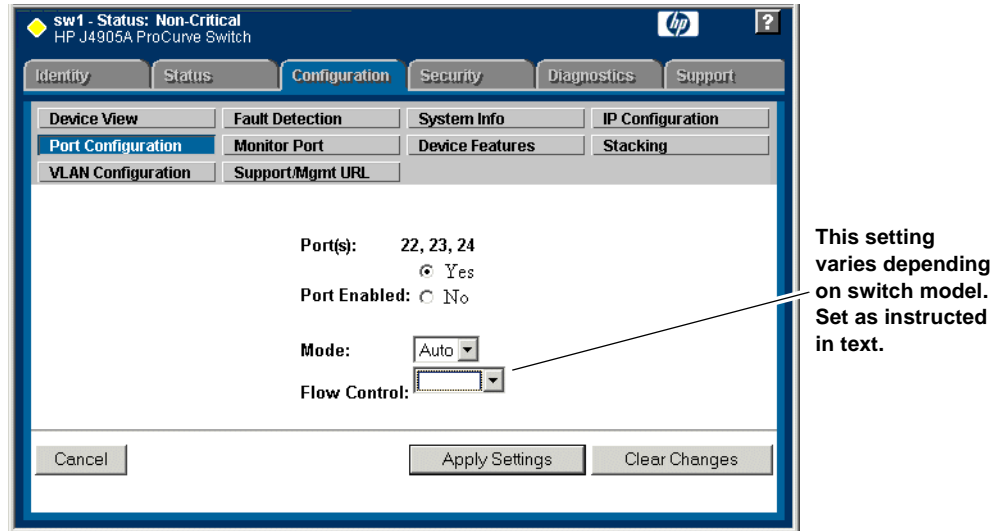 sw1 - Status: Non-Critical
HP J4905A ProCurve Switch
hp
?
Identity Status Configuration Security Diagnostics Support
Device View Fault Detection System Info IP Configuration
Port Configuration Monitor Port Device Features Stacking
VLAN Configuration Support/Mgmt URL
Port(s): 22, 23, 24
Yes
Port Enabled: No
Mode: Auto
Flow Control:
Cancel Apply Settings Clear Changes
This setting
varies depending
on switch model.
Set as instructed
in text.